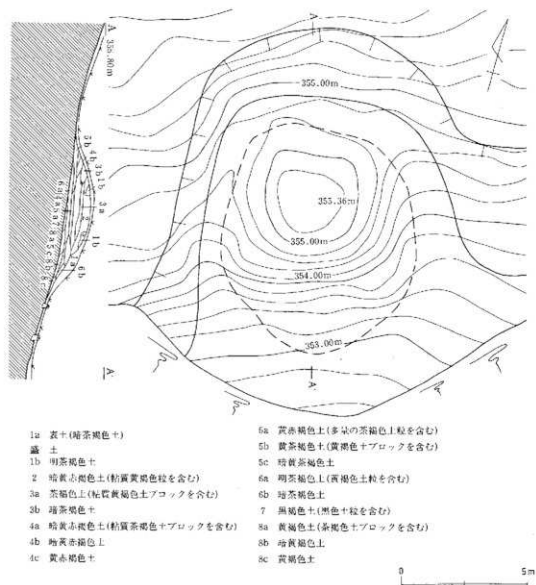 A
355.80m
A
355.00m
355.36m
355.00m
354.00m
353.00m
A'
A'
1a 表土(暗茶褐色土)
盛 土
1b 明茶褐色土
2 暗黄赤褐色土(粘質黄褐色粒を含む)
3a 茶褐色土(粘質黄褐色土ブロックを含む)
3b 暗茶褐色土
4a 暗黄赤褐色土(粘質茶褐色土ブロックを含む)
4b 暗黄赤褐色土
4c 黄赤褐色土
黄赤褐色土(多量の茶褐色土粒を含む)
5b 黄茶褐色土(黄褐色土ブロックを含む)
5c 暗黄茶褐色土
6a 明茶褐色土(黄褐色土粒を含む)
6b 暗茶褐色土
7 黒褐色土(黒色土粒を含む)
8a 黄褐色土(茶褐色土ブロックを含む)
8b 暗黄褐色土
8c 黄褐色土
0 5m